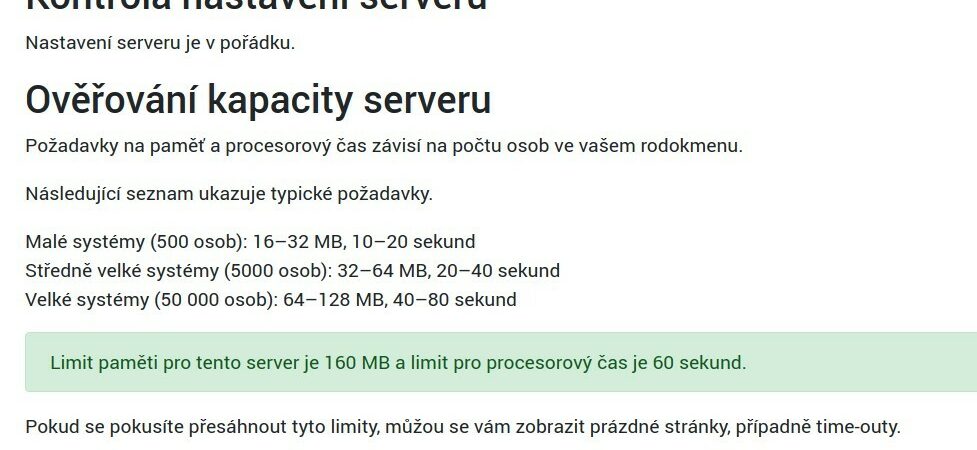 Kontrola nastavení serveru
Nastavení serveru je v pořádku.
Ověřování kapacity serveru
Požadavky na paměť a procesorový čas závisí na počtu osob ve vašem rodokmenu.
Následující seznam ukazuje typické požadavky.
Malé systémy (500 osob): 16–32 MB, 10–20 sekund
Středně velké systémy (5000 osob): 32–64 MB, 20–40 sekund
Velké systémy (50 000 osob): 64–128 MB, 40–80 sekund
Limit paměti pro tento server je 160 MB a limit pro procesorový čas je 60 sekund.
Pokud se pokusíte přesáhnout tyto limity, můžou se vám zobrazit prázdné stránky, případně time-outy.